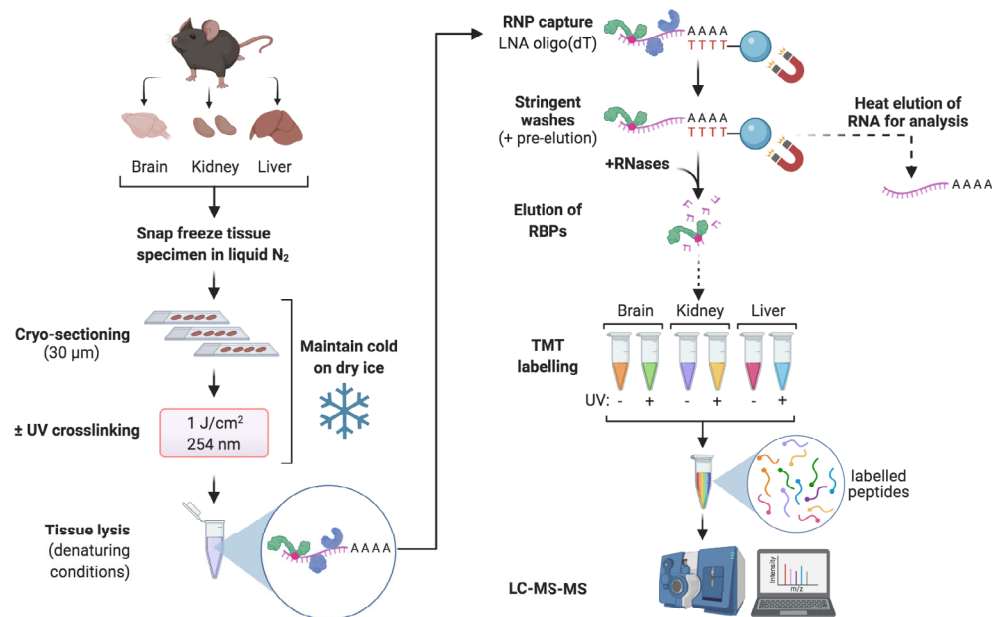 Brain Kidney Liver
Snap freeze tissue
specimen in liquid N₂
Cryo-sectioning
(30 µm)
Maintain cold
on dry ice
± UV crosslinking
1 J/cm²
254 nm
Tissue lysis
(denaturing
conditions)
AAAA
RNP capture
LNA oligo(dT)
AAAA
TTTT
Stringent
washes
(+ pre-elution)
AAAA
TTTT
Heat elution of
RNA for analysis
AAAA
+RNases
Elution of
RBPs
Brain Kidney Liver
TMT
labelling
UV: - + - + - +
labelled
peptides
LC-MS-MS
Intensity
m/z